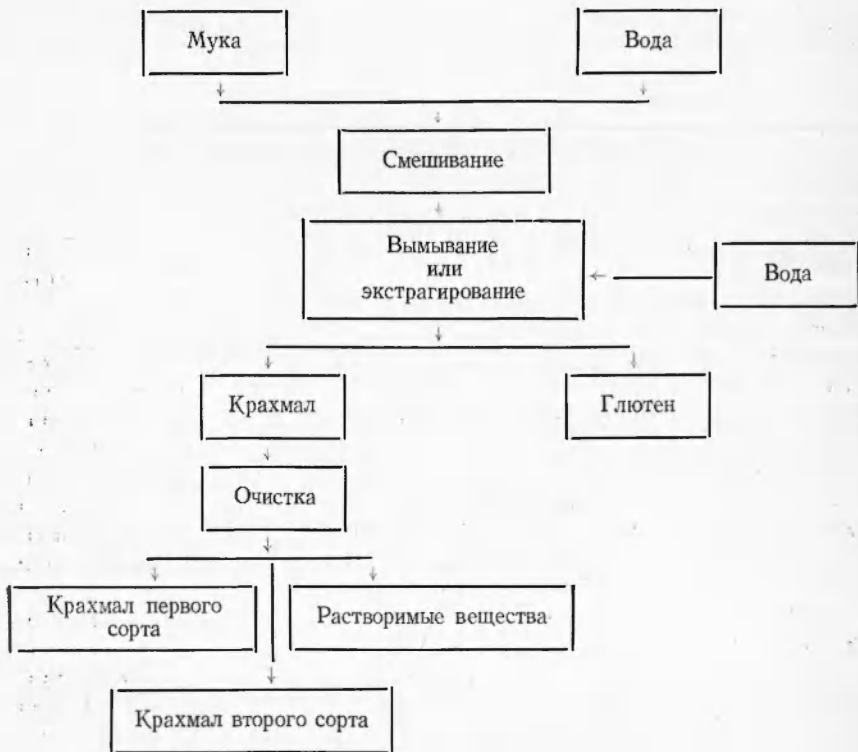 Мука
Вода
Смешивание
Вымывание
или
экстрагирование
Вода
Крахмал
Глютен
Очистка
Крахмал первого
сорта
Растворимые вещества
Крахмал второго сорта